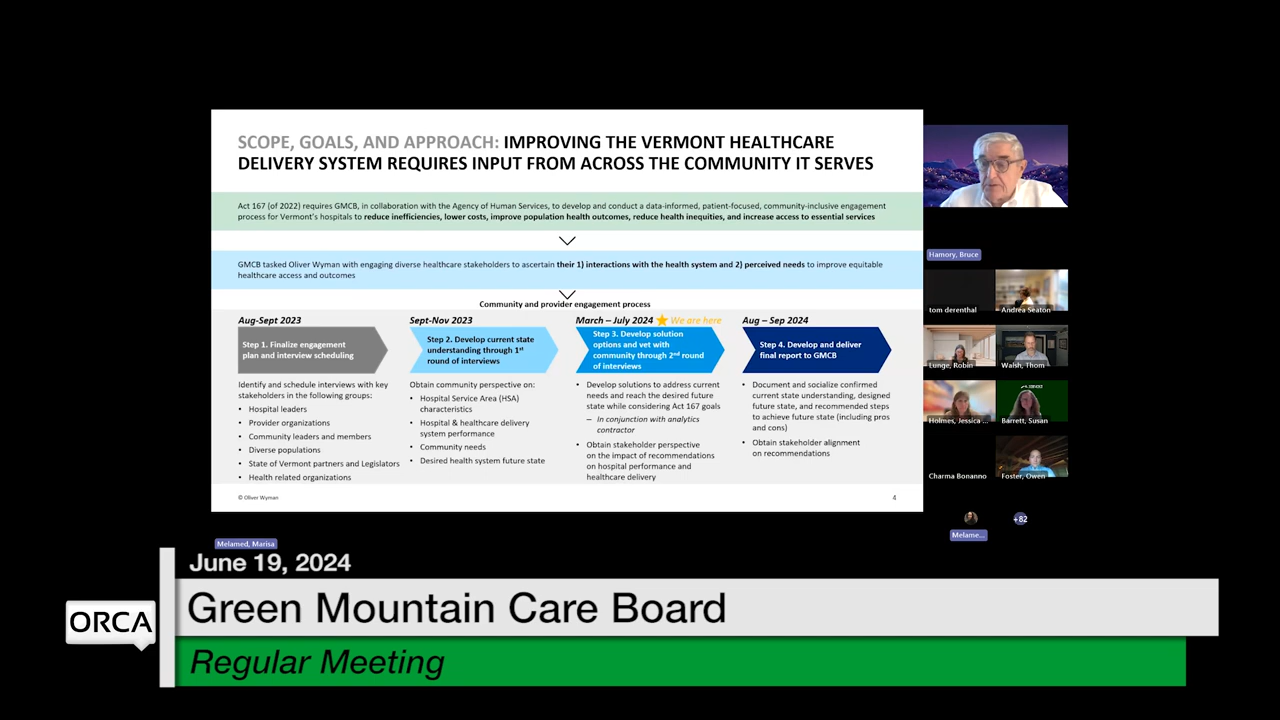 SCOPE, GOALS, AND APPROACH: IMPROVING THE VERMONT HEALTHCARE
DELIVERY SYSTEM REQUIRES INPUT FROM ACROSS THE COMMUNITY IT SERVES
Act 167 (of 2022) requires GMCB, in collaboration with the Agency of Human Services, to develop and conduct a data-informed, patient-focused, community-inclusive engagement
process for Vermont's hospitals to reduce inefficiencies, lower costs, improve population health outcomes, reduce health inequities, and increase access to essential services
GMCB tasked Oliver Wyman with engaging diverse healthcare stakeholders to ascertain their 1) interactions with the health system and 2) perceived needs to improve equitable
healthcare access and outcomes
Community and provider engagement process
Aug-Sept 2023
Step 1. Finalize engagement
plan and interview scheduling
Identify and schedule interviews with key
stakeholders in the following groups:
• Hospital leaders
• Provider organizations
• Community leaders and members
• Diverse populations
• State of Vermont partners and Legislators
• Health related organizations
Sept-Nov 2023
Step 2. Develop current state
understanding through 1st
round of interviews
Obtain community perspective on:
• Hospital Service Area (HSA)
characteristics
• Hospital & healthcare delivery
system performance
• Community needs
• Desired health system future state
March – July 2024 We are here
Step 3. Develop solution
options and vet with
community through 2nd round
of interviews
• Develop solutions to address current
needs and reach the desired future
state while considering Act 167 goals
– In conjunction with analytics
contractor
• Obtain stakeholder perspective
on the impact of recommendations
on hospital performance and
healthcare delivery
Aug – Sep 2024
Step 4. Develop and deliver
final report to GMCB
• Document and socialize confirmed
current state understanding, designed
future state, and recommended steps
to achieve future state (including pros
and cons)
• Obtain stakeholder alignment
on recommendations
© Oliver Wyman
4
Hamory, Bruce
tom derenthal
Andrea Seaton
Lunge, Robin
Walsh, Thom
Holmes, Jessica ...
Barrett, Susan
Charma Bonanno
Foster, Owen
+82
Melame...
Melamed, Marisa
June 19, 2024
ORCA
Green Mountain Care Board
Regular Meeting